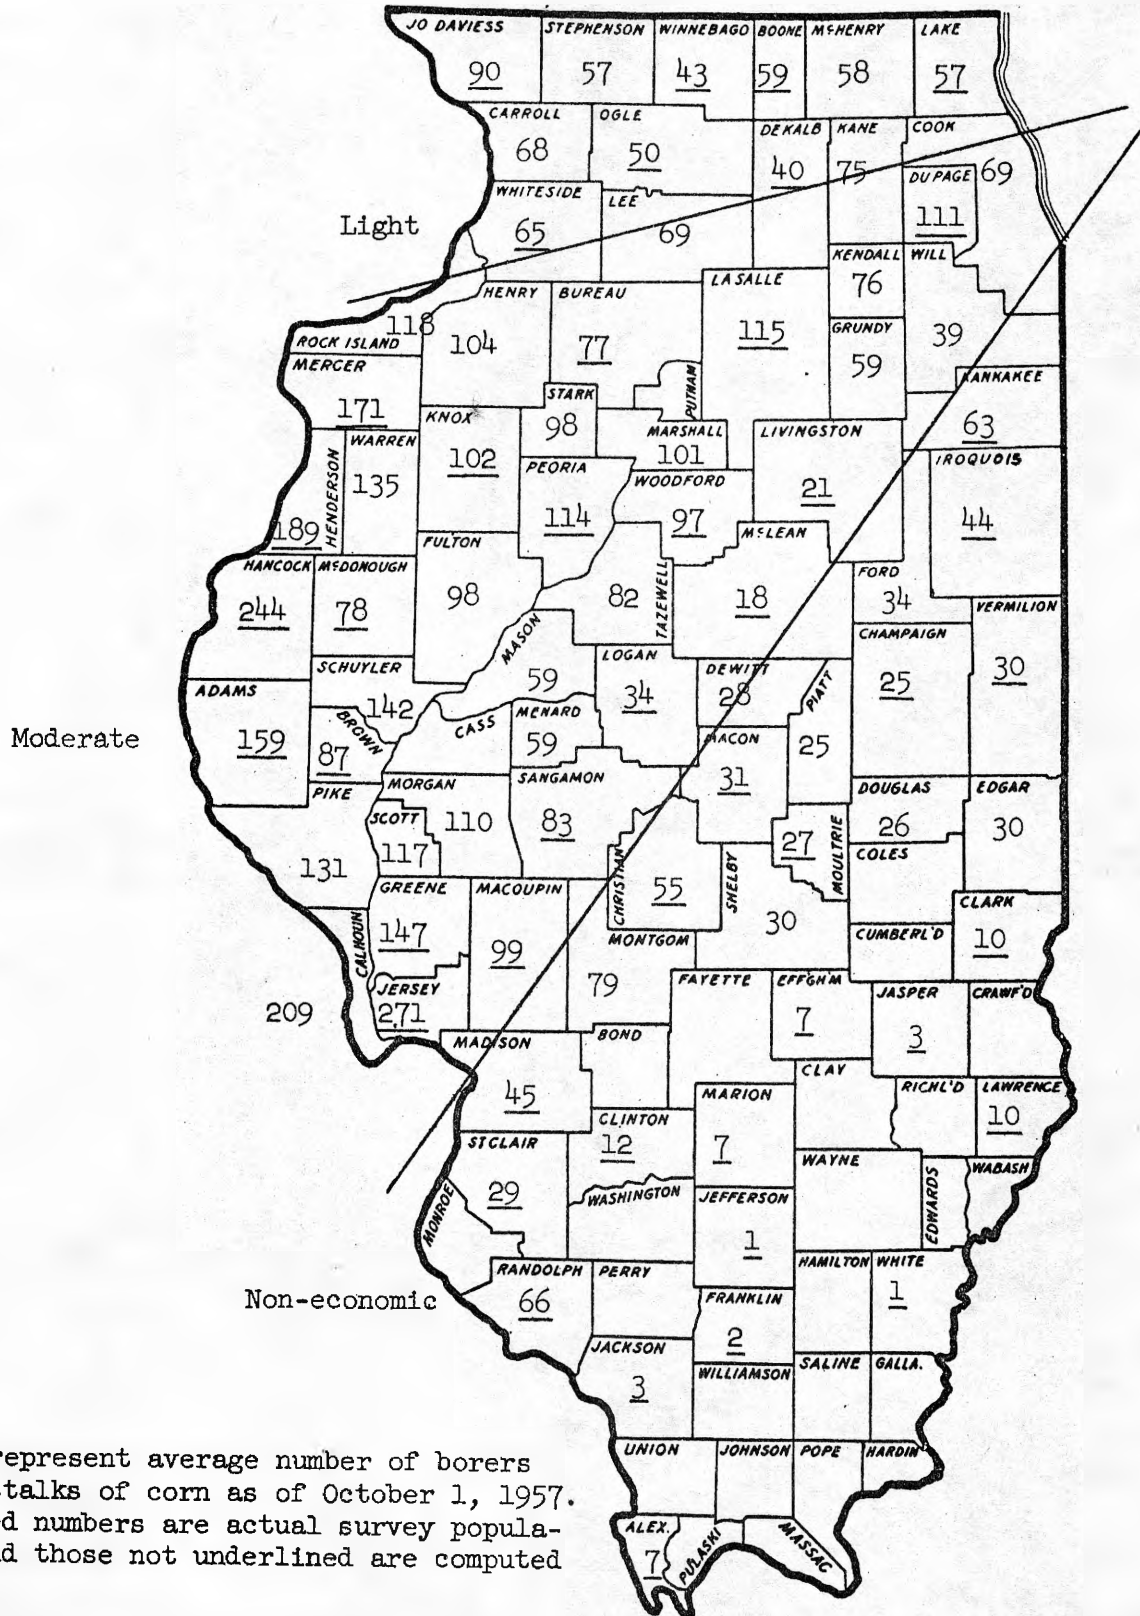 JO DAVIESS STEPHENSON WINNEBAGO BOONE McHENRY LAKE
90 57 43 59 58 57
CARROLL OGLE DEKALB KANE COOK
68 50 40 75 DU PAGE 69
111
WHITESIDE LEE
Light 65 69
KENDALL WILL
76
HENRY BUREAU LA SALLE
118 104 77 115 GRUNDY 39
ROCK ISLAND 59
MERCER KANKAKEE
171 STARK PUTNAM 63
KNOX 98 MARSHALL LIVINGSTON
WARREN 102 101 IROQUOIS
135 PEORIA WOODFORD 21
HENDERSON 114 97 44
189 McLEAN
FULTON
HANCOCK McDONOUGH FORD
244 78 98 82 TAZEWELL 18 34
VERMILION
MASON CHAMPAIGN
SCHUYLER 59 LOGAN DEWITT 30
ADAMS 142 34 28 PIATT 25
Moderate 159 BROWN CASS MENARD MACON
87 59 25
PIKE MORGAN SANGAMON 31 DOUGLAS EDGAR
SCOTT 110 83 26 30
117 27 MOULTRIE
131 COLES
GREENE MACOUPIN CHRISTIAN 55 SHELBY
147 99 30 CLARK
CALHOUN MONTGOM CUMBERL'D 10
JERSEY 79 FAYETTE EFF'GH'M JASPER CRAWF'D
209 271 7 3
MADISON BOND
45 CLAY RICHL'D LAWRENCE
MARION 10
CLINTON
ST CLAIR 12 7 WAYNE WABASH
29 WASHINGTON JEFFERSON EDWARDS
MONROE 1
RANDOLPH PERRY HAMILTON WHITE
Non-economic 66 FRANKLIN 1
2
JACKSON SALINE GALLA.
3 WILLIAMSON
UNION JOHNSON POPE HARDIN
represent average number of borers
talks of corn as of October 1, 1957.
d numbers are actual survey popula-
d those not underlined are computed
ALEX. PULASKI MASSAC
7